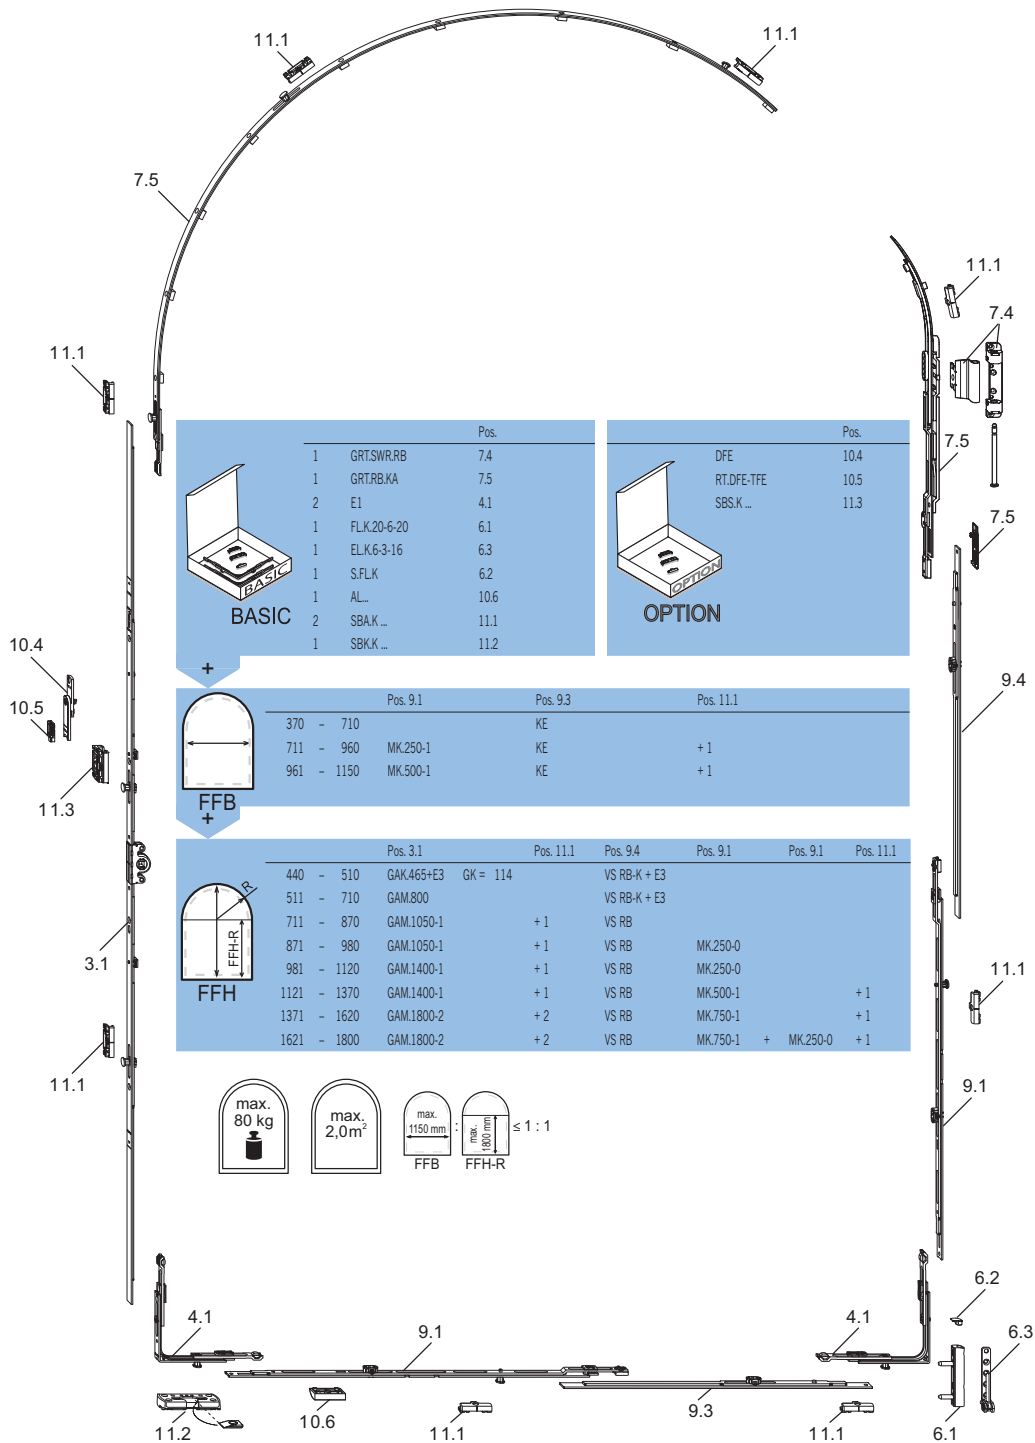 11.1
11.1
7.5
11.1
7.4
11.1
7.5
7.5
Pos.
1 GRT.SWR.RB 7.4
1 GRT.RB.KA 7.5
2 E1 4.1
1 FL.K.20-6-20 6.1
1 EL.K.6-3-16 6.3
1 S.FL.K 6.2
1 AL... 10.6
2 SBA.K ... 11.1
1 SBK.K ... 11.2
BASIC
BASIC
Pos.
DFE 10.4
RT.DFE-TFE 10.5
SBS.K ... 11.3
OPTION
OPTION
+
10.4
10.5
11.3
9.4
Pos. 9.1 Pos. 9.3 Pos. 11.1
370 – 710 KE
711 – 960 MK.250-1 KE + 1
961 – 1150 MK.500-1 KE + 1
FFB
+
Pos. 3.1 Pos. 11.1 Pos. 9.4 Pos. 9.1 Pos. 9.1 Pos. 11.1
440 – 510 GAK.465+E3 GK = 114 VS RB-K + E3
511 – 710 GAM.800 VS RB-K + E3
711 – 870 GAM.1050-1 + 1 VS RB
871 – 980 GAM.1050-1 + 1 VS RB MK.250-0
981 – 1120 GAM.1400-1 + 1 VS RB MK.250-0
1121 – 1370 GAM.1400-1 + 1 VS RB MK.500-1 + 1
1371 – 1620 GAM.1800-2 + 2 VS RB MK.750-1 + 1
1621 – 1800 GAM.1800-2 + 2 VS RB MK.750-1 + MK.250-0 + 1
R
FFH-R
FFH
3.1
11.1
11.1
9.1
max.
80 kg
max.
2,0m²
max.
1150 mm
FFB
:
max.
1800 mm
FFH-R
≤ 1 : 1
4.1
9.1
4.1
6.2
6.3
11.2
10.6
11.1
9.3
11.1
6.1